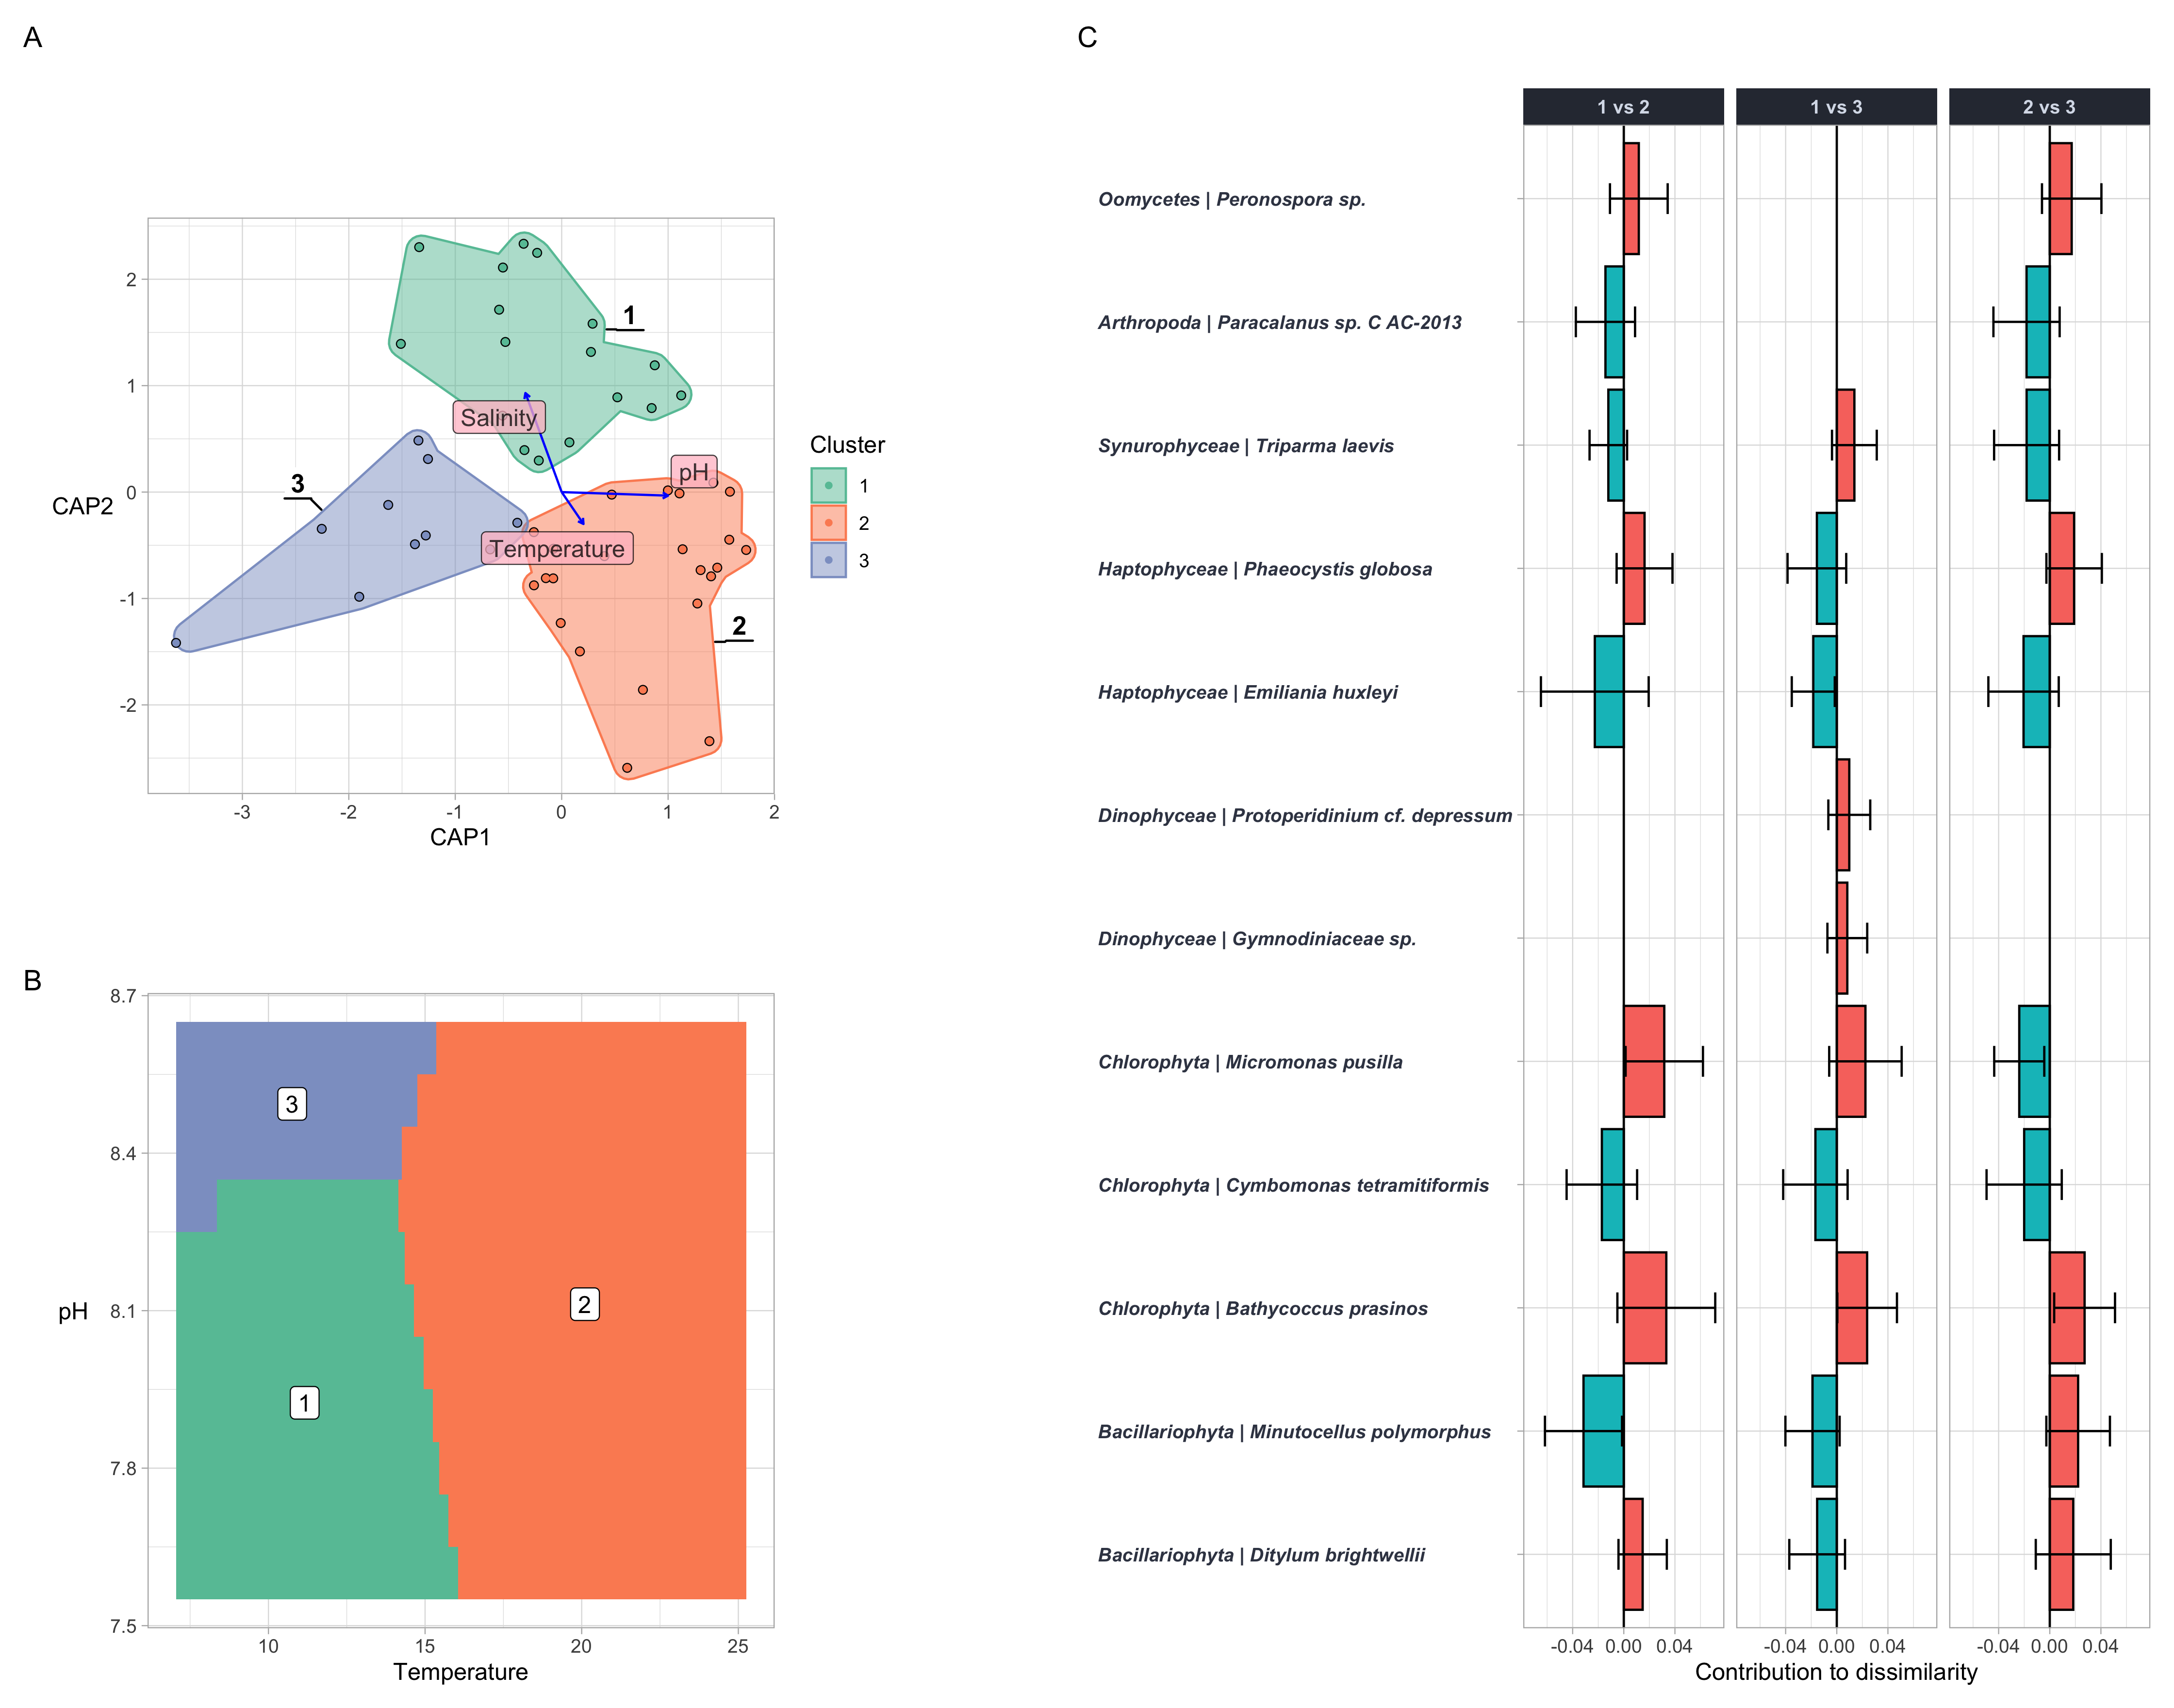 A
2
1
0
-1
-2
CAP2
-3
-2
-1
0
1
2
CAP1
1
2
3
Salinity
pH
Temperature
Cluster
1
2
3
B
8.7
8.4
8.1
7.8
7.5
pH
3
2
1
10
15
20
25
Temperature
C
1 vs 2
1 vs 3
2 vs 3
Oomycetes | Peronospora sp.
Arthropoda | Paracalanus sp. C AC-2013
Synurophyceae | Triparma laevis
Haptophyceae | Phaeocystis globosa
Haptophyceae | Emiliania huxleyi
Dinophyceae | Protoperidinium cf. depressum
Dinophyceae | Gymnodiniaceae sp.
Chlorophyta | Micromonas pusilla
Chlorophyta | Cymbomonas tetramitiformis
Chlorophyta | Bathycoccus prasinos
Bacillariophyta | Minutocellus polymorphus
Bacillariophyta | Ditylum brightwellii
-0.04 0.00 0.04
-0.04 0.00 0.04
-0.04 0.00 0.04
Contribution to dissimilarity